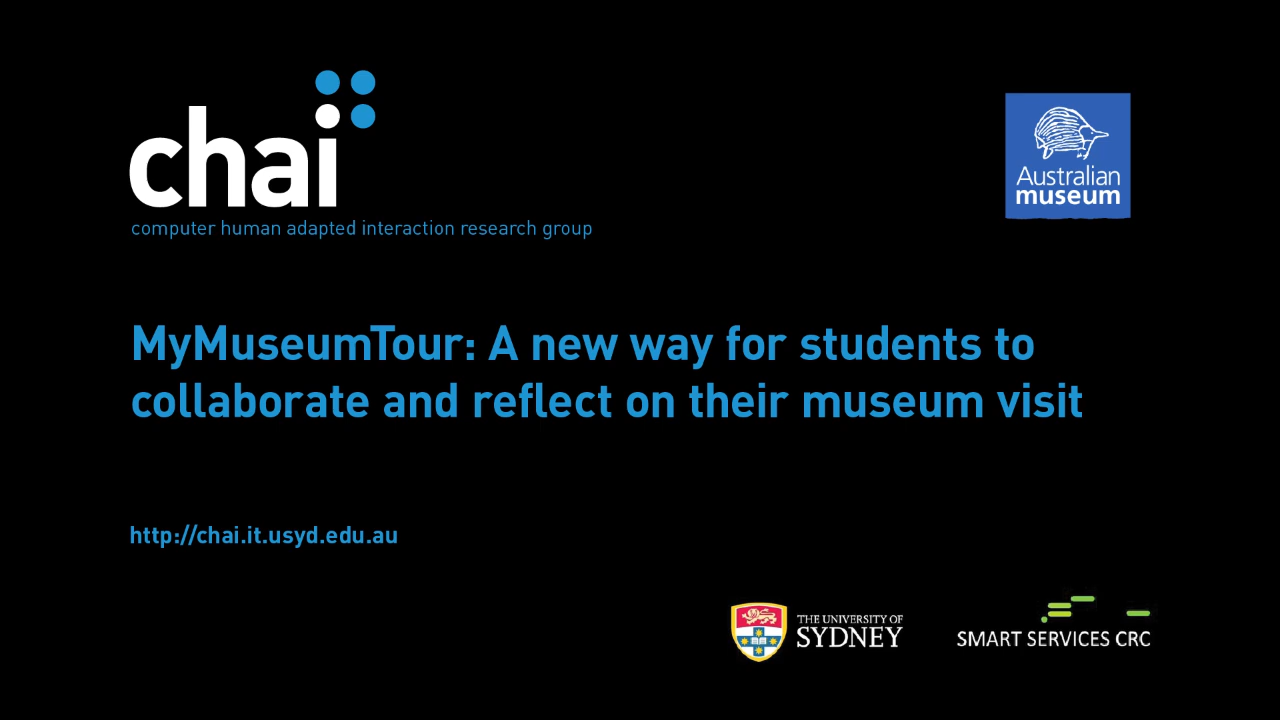 chai
computer human adapted interaction research group
Australian
museum
MyMuseumTour: A new way for students to
collaborate and reflect on their museum visit
http://chai.it.usyd.edu.au
THE UNIVERSITY OF
SYDNEY
SMART SERVICES CRC